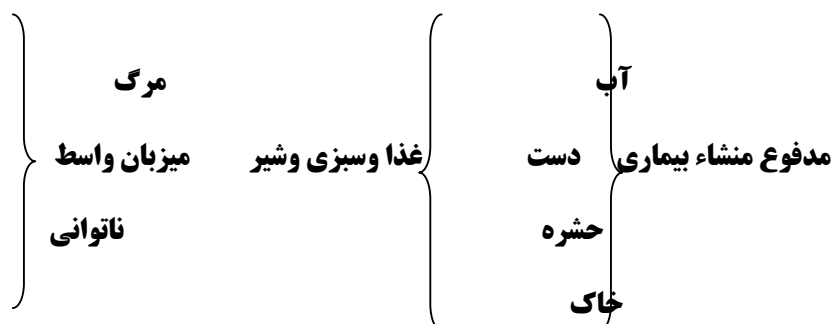 آب
مرگ
مدفوع منشاء بیماری دست غذا وسبزی وشیر میزبان واسط
حشره ناتوانی
خاک